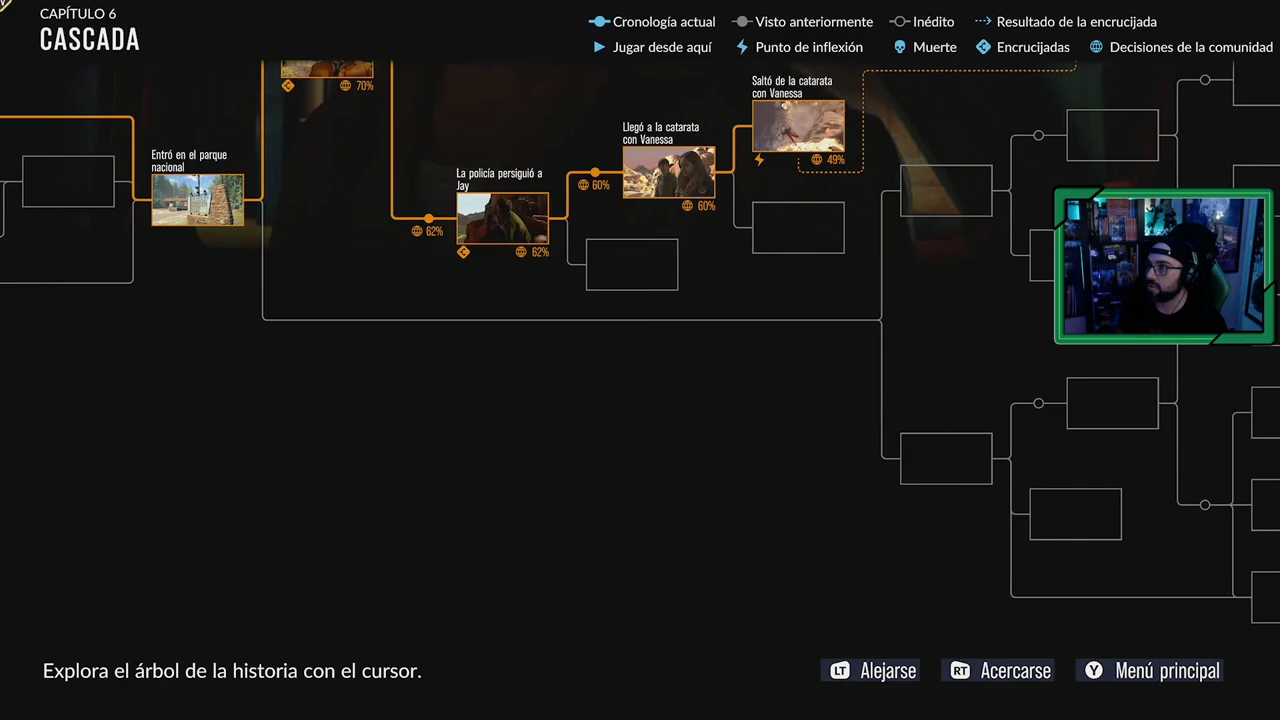 CAPÍTULO 6
CASCADA
Cronología actual
Visto anteriormente
Inédito
Resultado de la encrucijada
Jugar desde aquí
Punto de inflexión
Muerte
Encrucijadas
Decisiones de la comunidad
70%
Saltó de la catarata
con Vanessa
49%
Llegó a la catarata
con Vanessa
60%
60%
Entró en el parque
nacional
La policía persiguió a
Jay
62%
62%
Explora el árbol de la historia con el cursor.
LT Alejarse
RT Acercarse
Y Menú principal